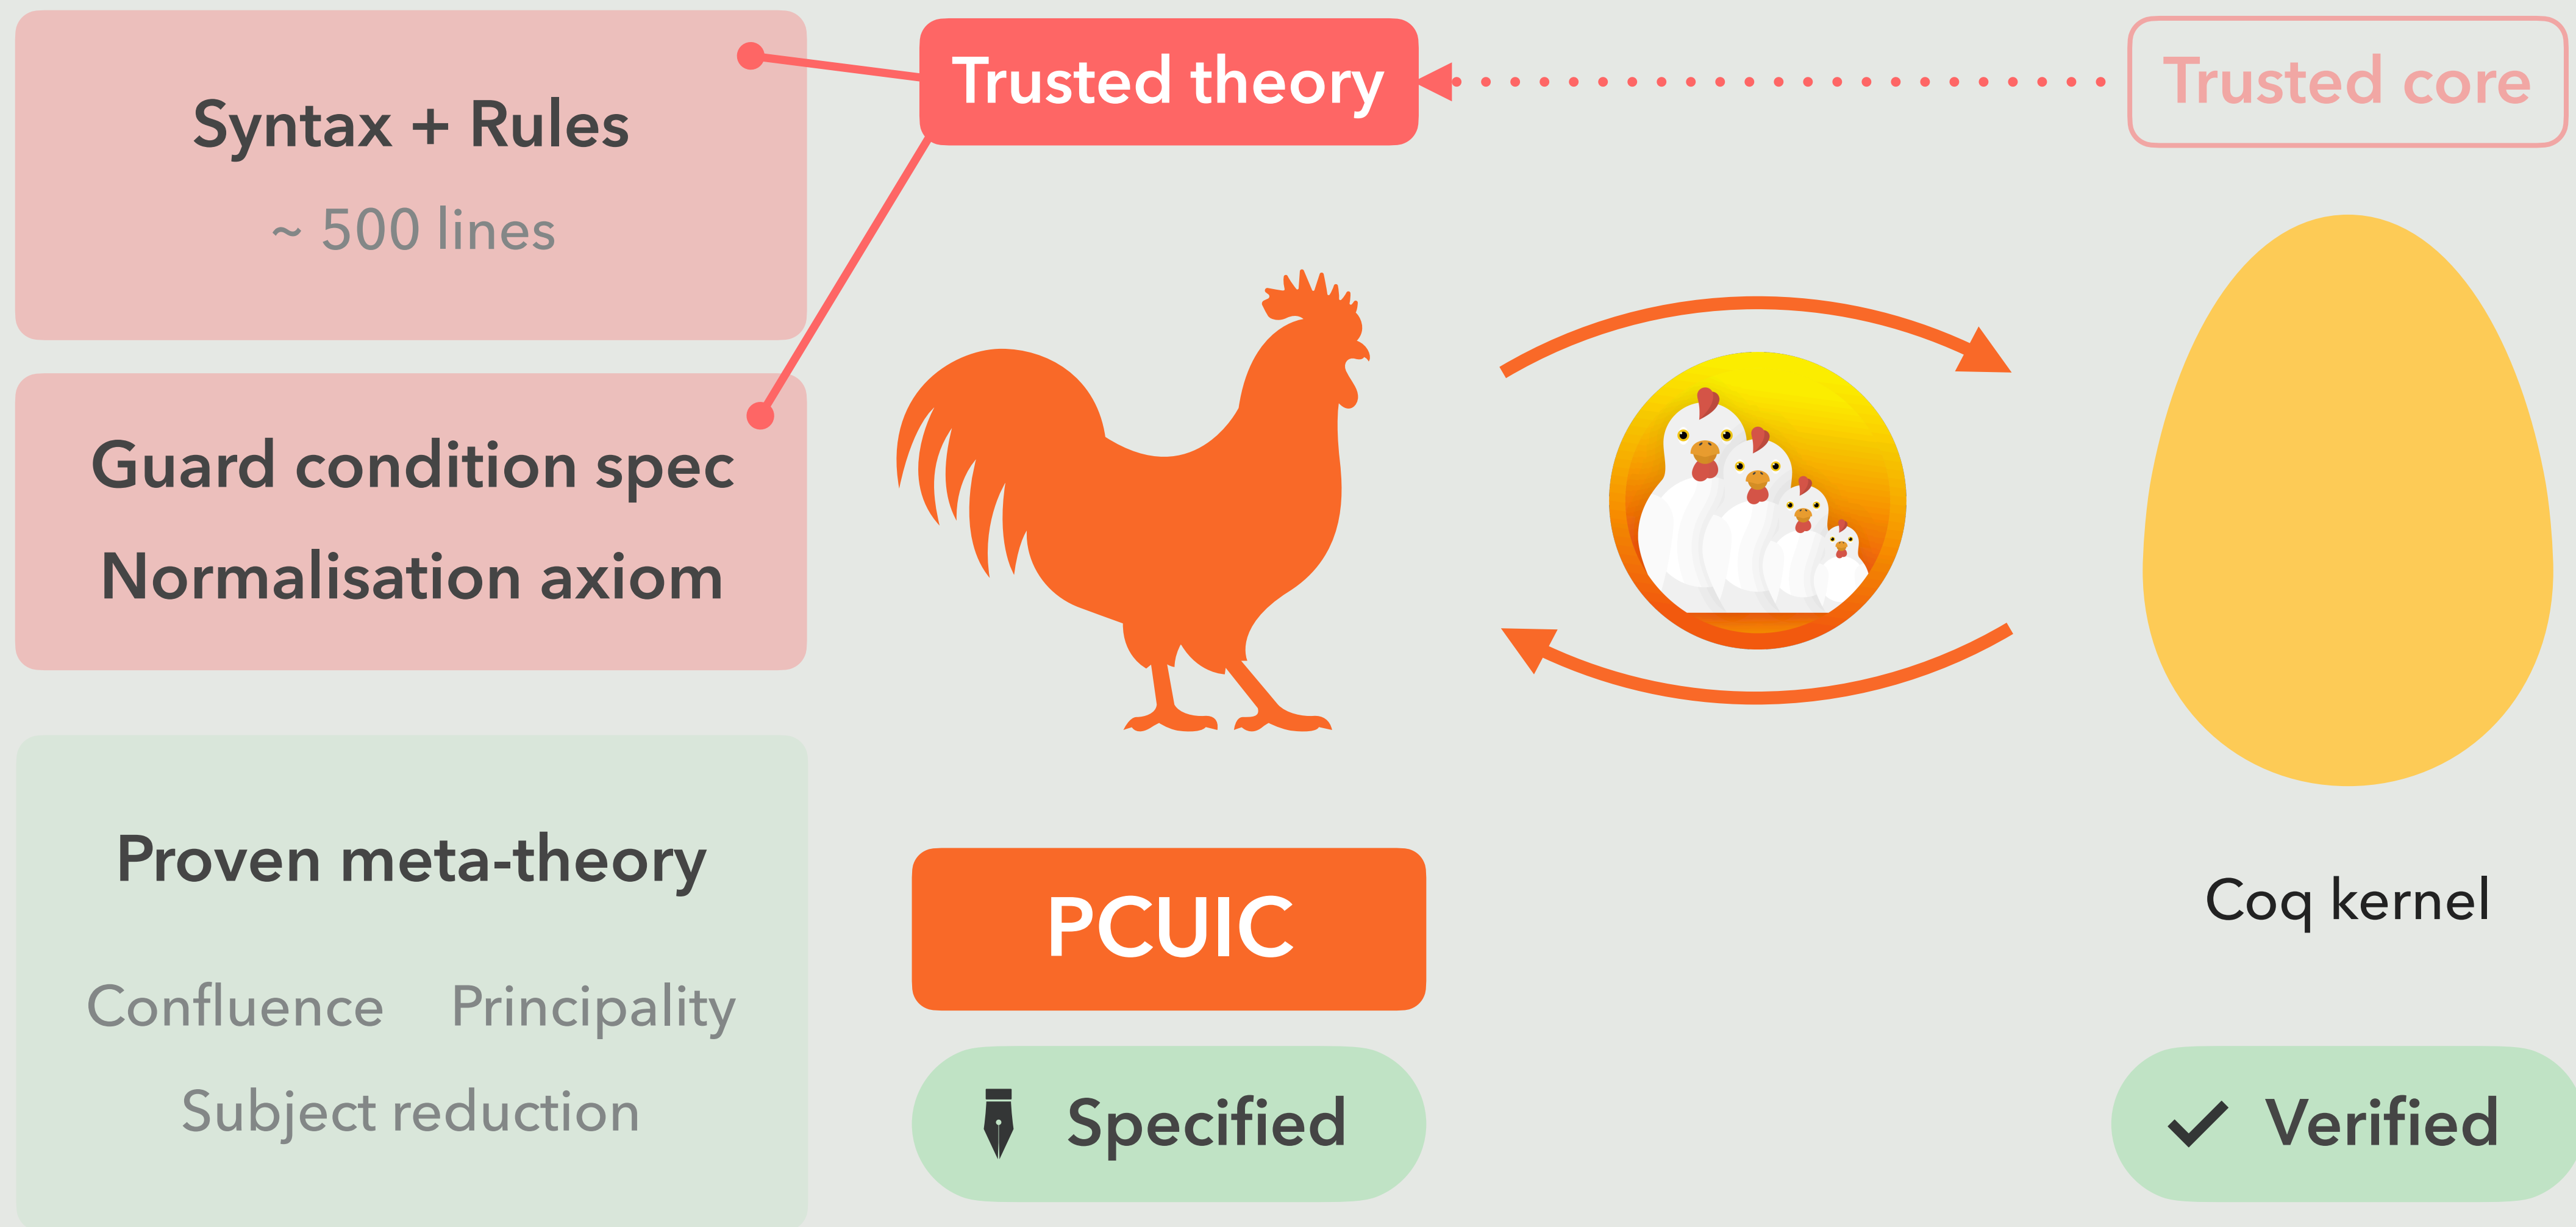 Syntax + Rules
~ 500 lines
Guard condition spec
Normalisation axiom
Proven meta-theory
Confluence Principality
Subject reduction
Trusted theory
PCUIC
Specified
Trusted core
Coq kernel
Verified